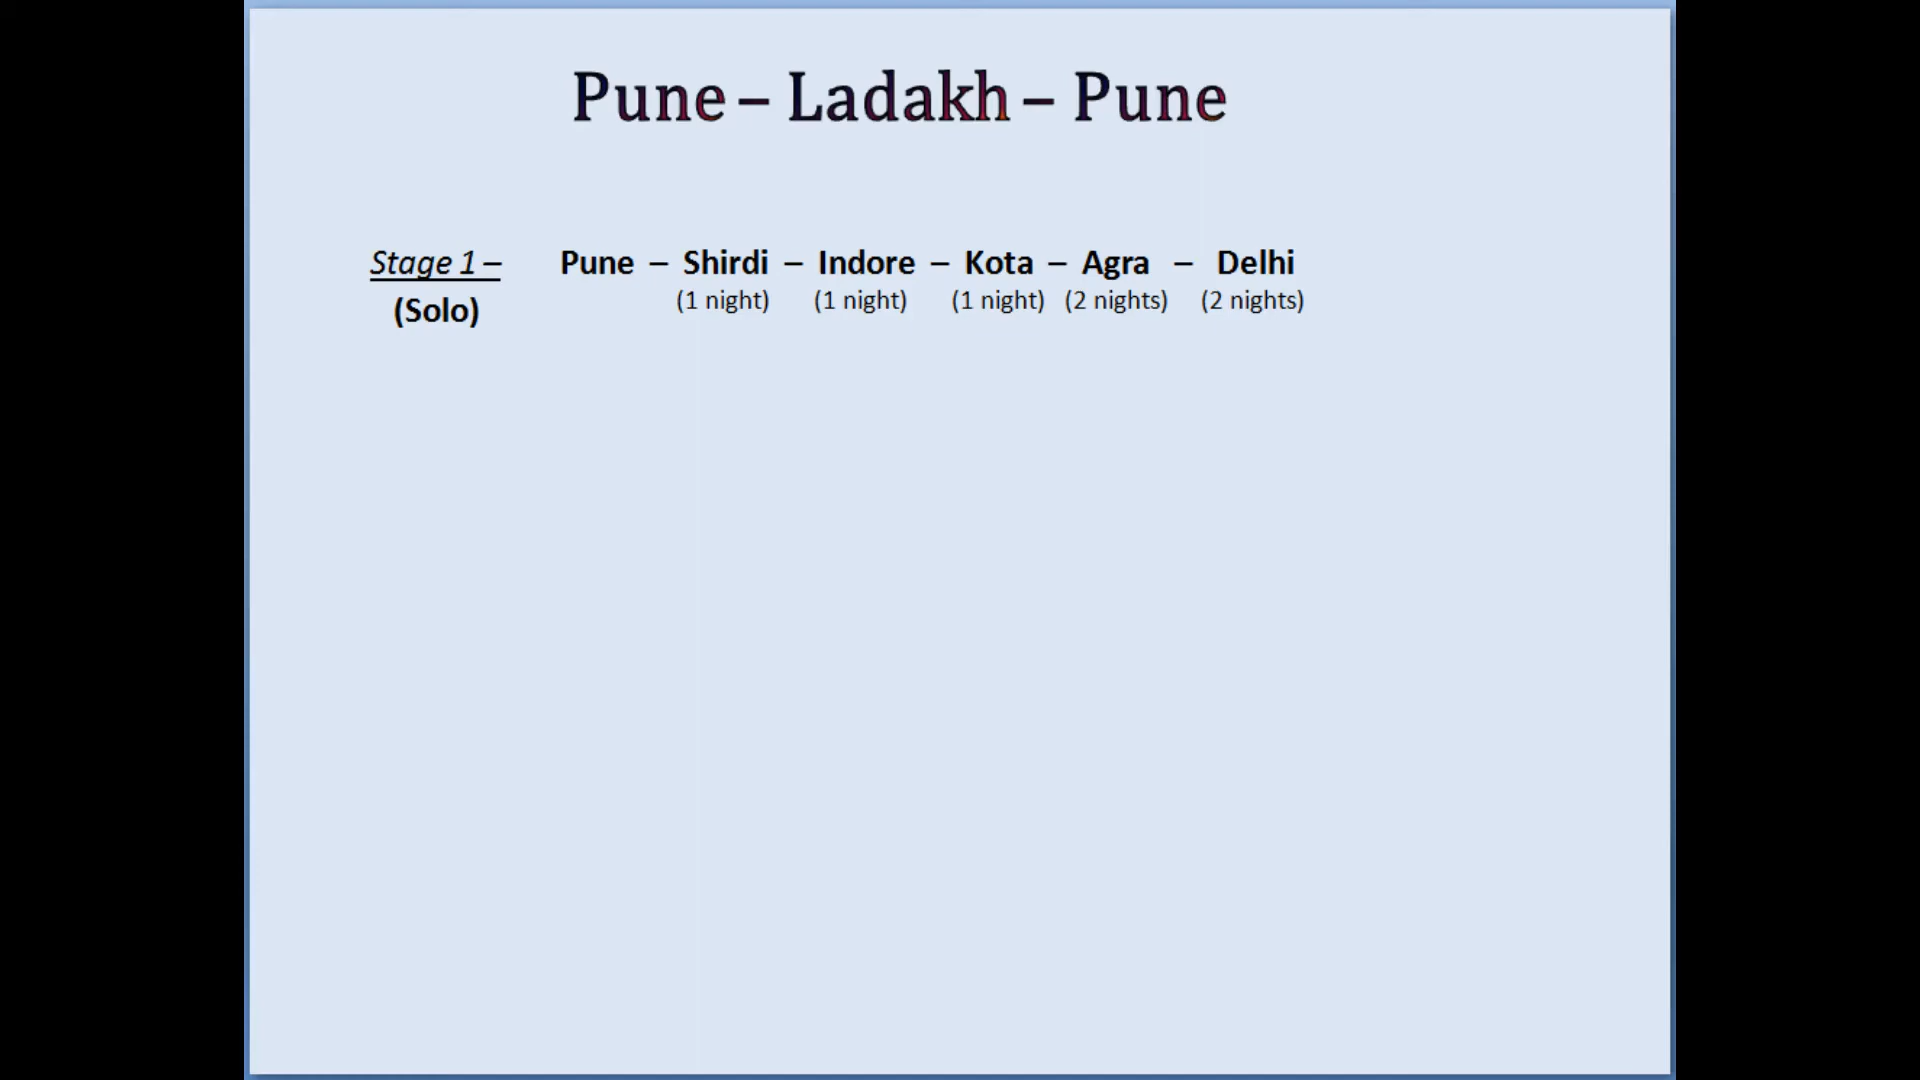 Pune – Ladakh – Pune
Stage 1 – Pune – Shirdi – Indore – Kota – Agra – Delhi
(Solo) (1 night) (1 night) (1 night) (2 nights) (2 nights)